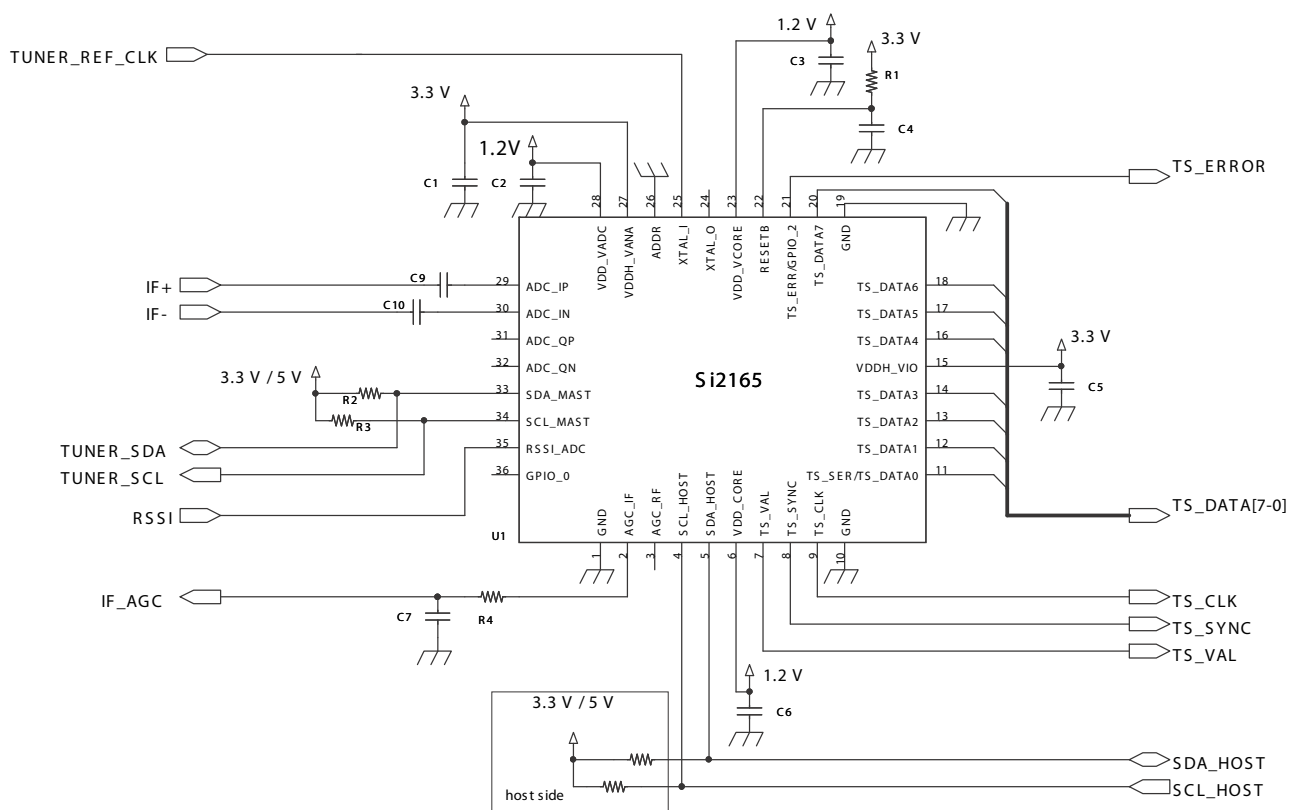 1.2 V
3.3 V
TUNER_REF_CLK
C3
R1
3.3 V
C4
1.2V
TS_ERROR
C1
C2
28
27
26
25
24
23
22
21
20
19
VDD_VADC
VDDH_VANA
ADDR
XTAL_I
XTAL_O
VDD_VCORE
RESETB
TS_ERR/GPIO_2
TS_DATA7
GND
IF+
C9
29
ADC_IP
TS_DATA6
18
IF-
C10
30
ADC_IN
TS_DATA5
17
31
ADC_QP
TS_DATA4
16
3.3 V
32
ADC_QN
Si2165
VDDH_VIO
15
3.3 V / 5 V
R2
33
SDA_MAST
TS_DATA3
14
C5
R3
34
SCL_MAST
TS_DATA2
13
TUNER_SDA
35
RSSI_ADC
TS_DATA1
12
TUNER_SCL
36
GPIO_0
TS_SER/TS_DATA0
11
RSSI
TS_DATA[7-0]
GND
AGC_IF
AGC_RF
SCL_HOST
SDA_HOST
VDD_CORE
TS_VAL
TS_SYNC
TS_CLK
GND
U1
1
2
3
4
5
6
7
8
9
10
IF_AGC
C7
R4
TS_CLK
TS_SYNC
TS_VAL
1.2 V
3.3 V / 5 V
C6
SDA_HOST
host side
SCL_HOST